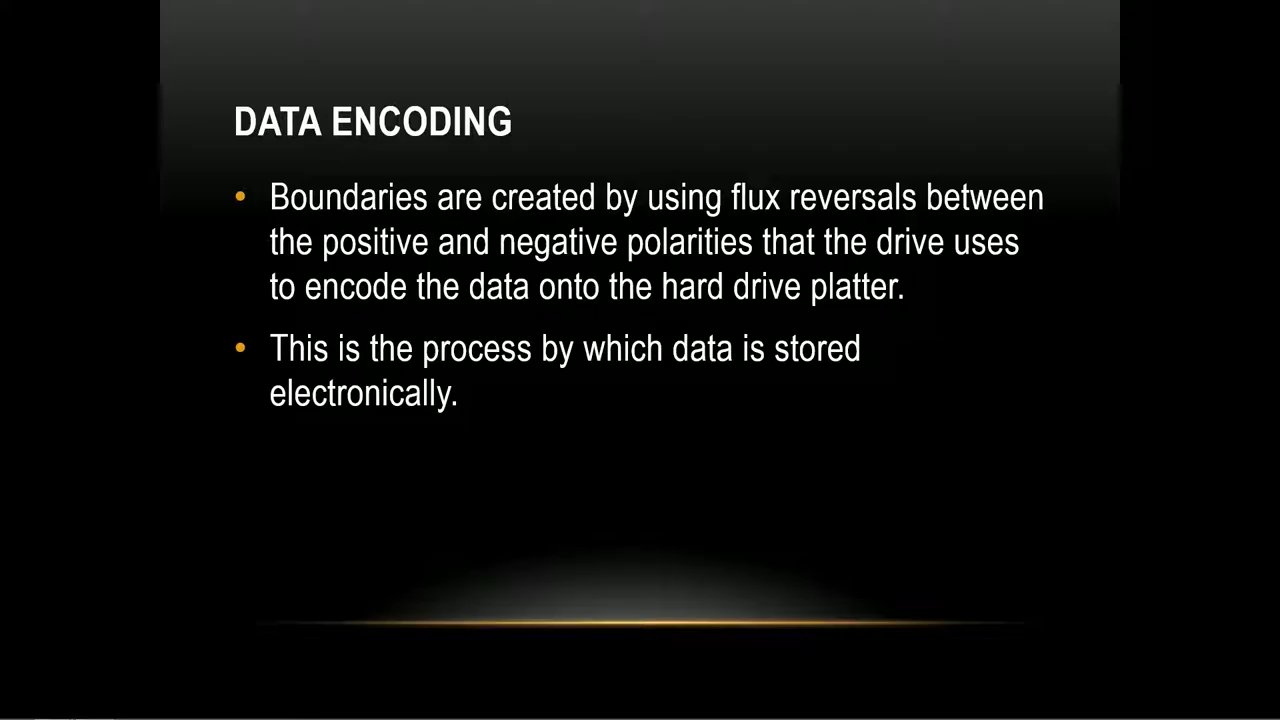 DATA ENCODING
• Boundaries are created by using flux reversals between
the positive and negative polarities that the drive uses
to encode the data onto the hard drive platter.
• This is the process by which data is stored
electronically.